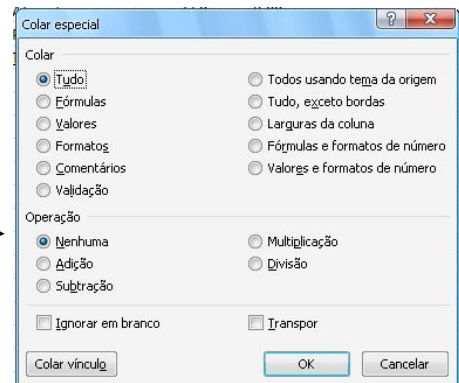 Colar especial
Colar
Tudo
Fórmulas
Valores
Formatos
Comentários
Validação
Todos usando tema da origem
Tudo, exceto bordas
Larguras da coluna
Fórmulas e formatos de número
Valores e formatos de número
Operação
Nenhuma
Adição
Subtração
Multiplicação
Divisão
Ignorar em branco
Transpor
Colar vínculo
OK
Cancelar